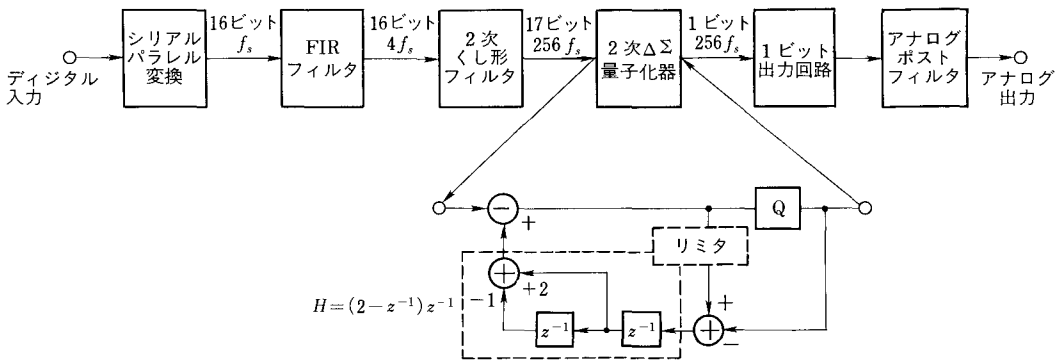 ディジタル
入力
シリアル
パラレル
変換
16ビット
f_s
FIR
フィルタ
16ビット
4f_s
2次
くし形
フィルタ
17ビット
256f_s
2次ΔΣ
量子化器
1ビット
256f_s
1ビット
出力回路
アナログ
ポスト
フィルタ
アナログ
出力
−
+
Q
リミタ
H=(2−z^{-1})z^{-1}
+
−1
+2
z^{-1}
z^{-1}
+
+
−